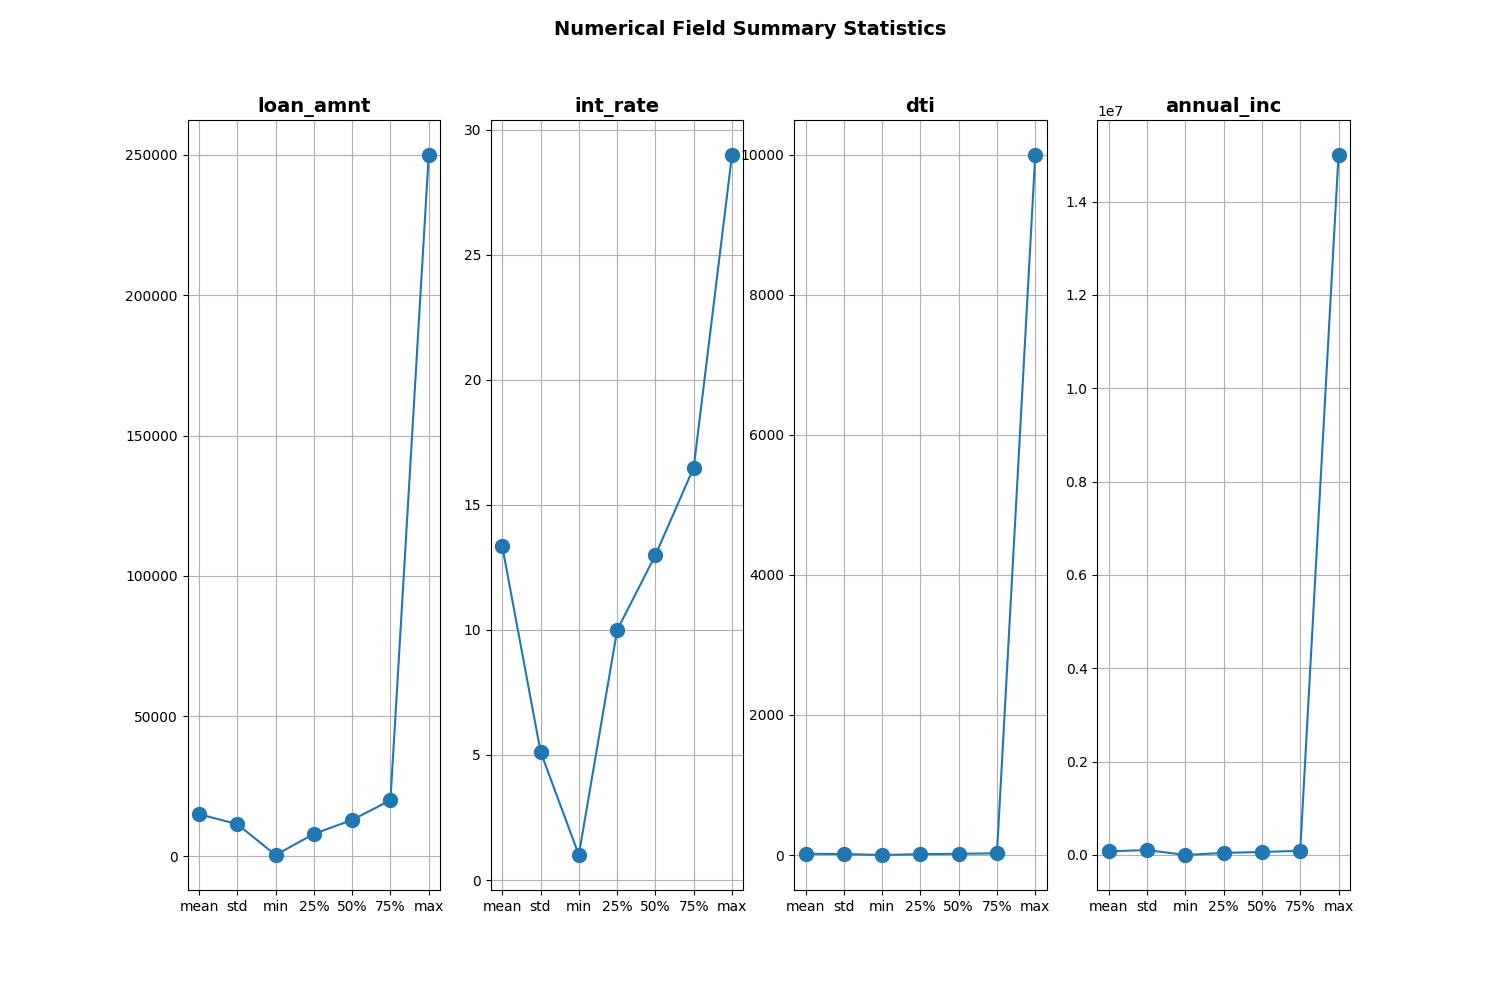 Numerical Field Summary Statistics
loan_amnt
250000
200000
150000
100000
50000
0
mean std min 25% 50% 75% max
int_rate
30
25
20
15
10
5
0
mean std min 25% 50% 75% max
dti
10000
8000
6000
4000
2000
0
mean std min 25% 50% 75% max
annual_inc
1e7
1.4
1.2
1.0
0.8
0.6
0.4
0.2
0.0
mean std min 25% 50% 75% max